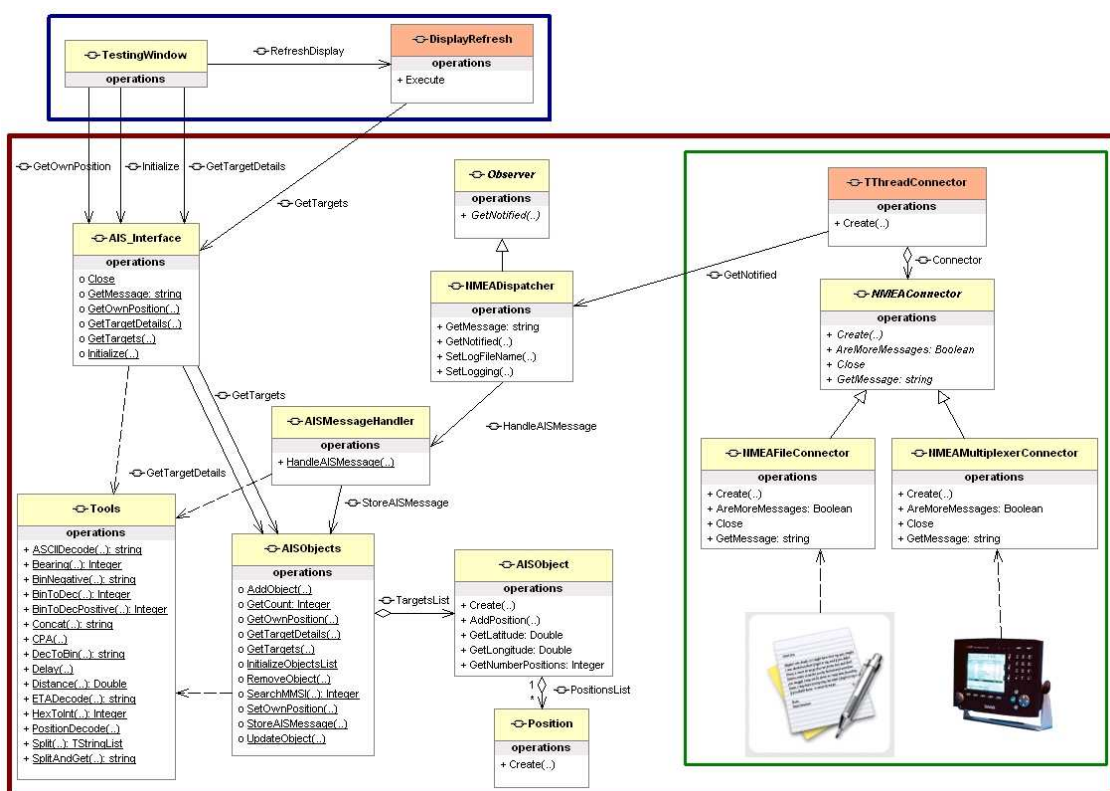 TestingWindow
operations
RefreshDisplay
DisplayRefresh
operations
+ Execute
GetOwnPosition
Initialize
GetTargetDetails
GetTargets
AIS_Interface
operations
o Close
o GetMessage: string
o GetOwnPosition(..)
o GetTargetDetails(..)
o GetTargets(..)
o Initialize(..)
Observer
operations
+ GetNotified(..)
NMEADispatcher
operations
+ GetMessage: string
+ GetNotified(..)
+ SetLogFileName(..)
+ SetLogging(..)
GetNotified
TThreadConnector
operations
+ Create(..)
Connector
NMEAConnector
operations
+ Create(..)
+ AreMoreMessages: Boolean
+ Close
+ GetMessage: string
GetTargets
AISMessageHandler
operations
+ HandleAISMessage(..)
HandleAISMessage
GetTargetDetails
StoreAISMessage
NMEAFileConnector
operations
+ Create(..)
+ AreMoreMessages: Boolean
+ Close
+ GetMessage: string
NMEAMultiplexerConnector
operations
+ Create(..)
+ AreMoreMessages: Boolean
+ Close
+ GetMessage: string
Tools
operations
+ ASCIIDecode(..): string
+ Bearing(..): Integer
+ BinNegative(..): string
+ BinToDec(..): Integer
+ BinToDecPositive(..): Integer
+ Concat(..): string
+ CPA(..)
+ DecToBin(..): string
+ Delay(..)
+ Distance(..): Double
+ ETADecode(..): string
+ HexToInt(..): Integer
+ PositionDecode(..)
+ Split(..): TStringList
+ SplitAndGet(..): string
AISObjects
operations
o AddObject(..)
o GetCount: Integer
o GetOwnPosition(..)
o GetTargetDetails(..)
o GetTargets(..)
o InitializeObjectsList
o RemoveObject(..)
o SearchMMSI(..): Integer
o SetOwnPosition(..)
o StoreAISMessage(..)
o UpdateObject(..)
TargetsList
AISObject
operations
+ Create(..)
+ AddPosition(..)
+ GetLatitude: Double
+ GetLongitude: Double
+ GetNumberPositions: Integer
1
*
PositionsList
Position
operations
+ Create(..)